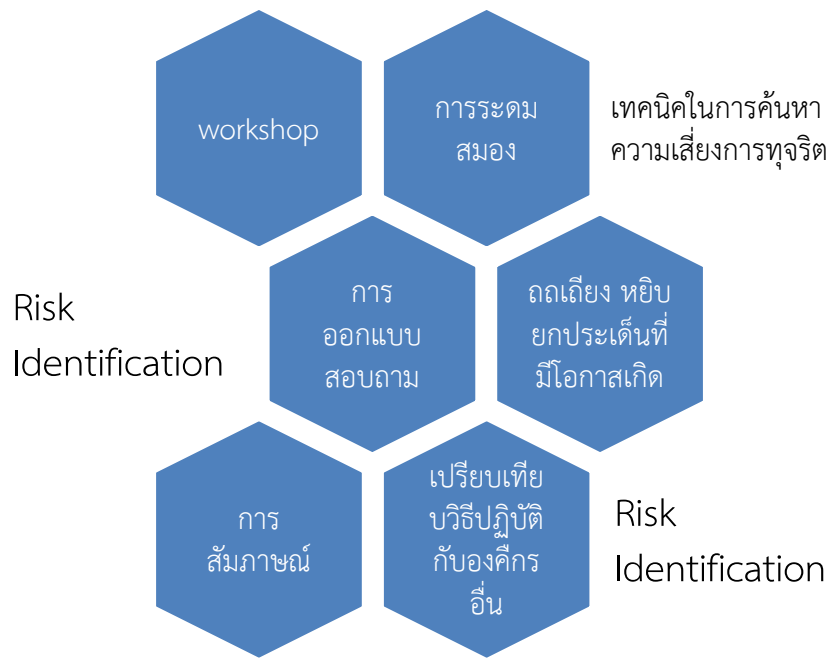 workshop
การระดม
สมอง
เทคนิคในการค้นหา
ความเสี่ยงการทุจริต
Risk
Identification
การ
ออกแบบ
สอบถาม
ถถเถียง หยิบ
ยกประเด็นที่
มีโอกาสเกิด
การ
สัมภาษณ์
เปรียบเทีย
บวิธีปฏิบัติ
กับองค์กร
อื่น
Risk
Identification